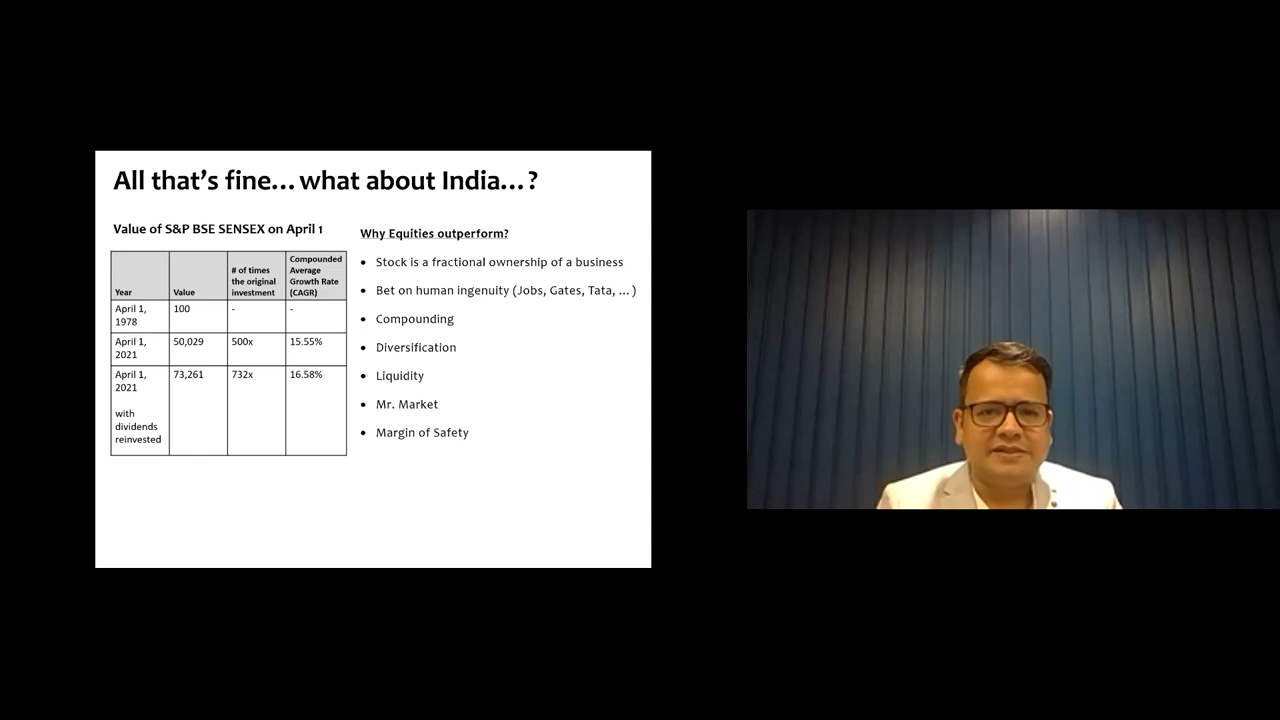 All that’s fine… what about India…?
Value of S&P BSE SENSEX on April 1
Year
Value
# of times
the original
investment
Compounded
Average
Growth Rate
(CAGR)
April 1,
1978
100
-
-
April 1,
2021
50,029
500x
15.55%
April 1,
2021
with
dividends
reinvested
73,261
732x
16.58%
Why Equities outperform?
• Stock is a fractional ownership of a business
• Bet on human ingenuity (Jobs, Gates, Tata, … )
• Compounding
• Diversification
• Liquidity
• Mr. Market
• Margin of Safety